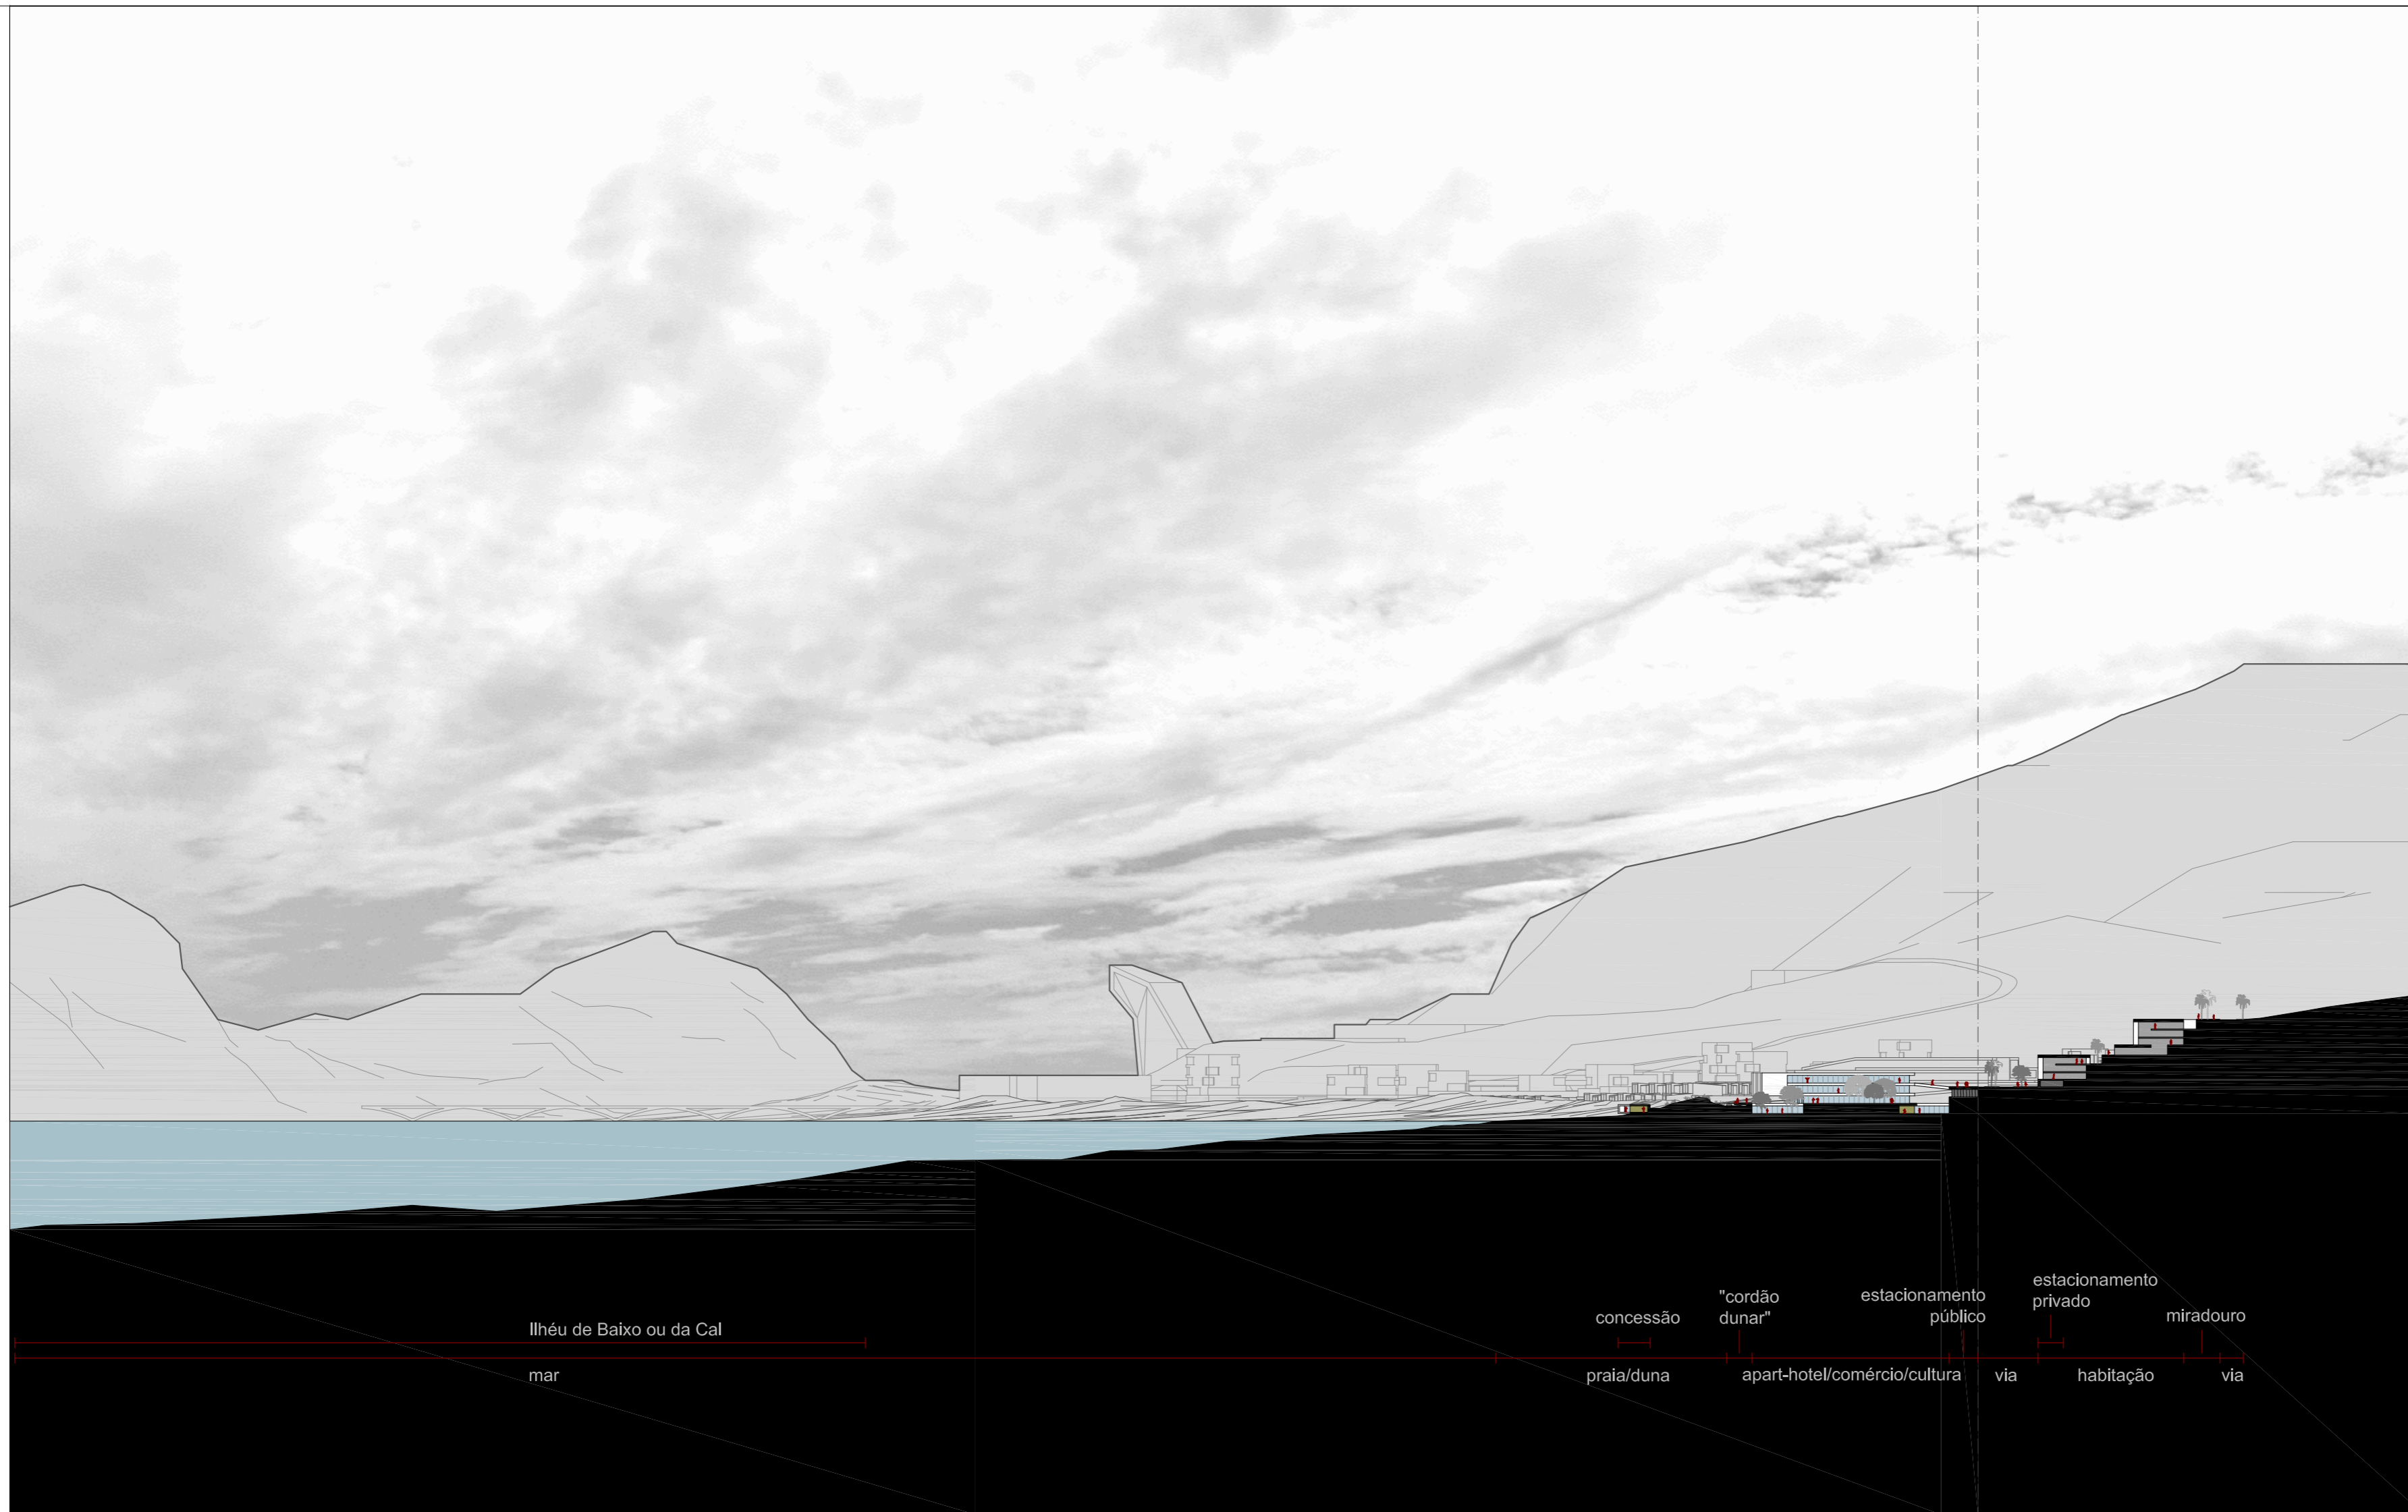 Ilhéu de Baixo ou da Cal
mar
concessão
praia/duna
"cordão
dunar"
apart-hotel/comércio/cultura
estacionamento
público
via
estacionamento
privado
habitação
miradouro
via